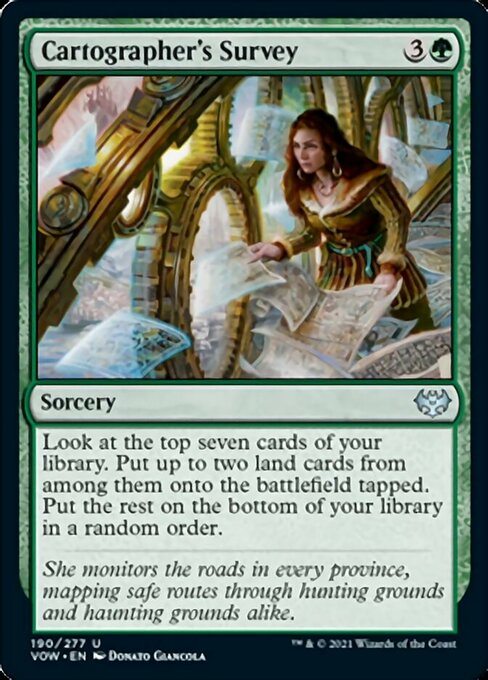 Cartographer's Survey 3
Sorcery
Look at the top seven cards of your
library. Put up to two land cards from
among them onto the battlefield tapped.
Put the rest on the bottom of your library
in a random order.
She monitors the roads in every province,
mapping safe routes through hunting grounds
and haunting grounds alike.
190/277 U
VOW • EN Donato Giancola
™ & © 2021 Wizards of the Coast